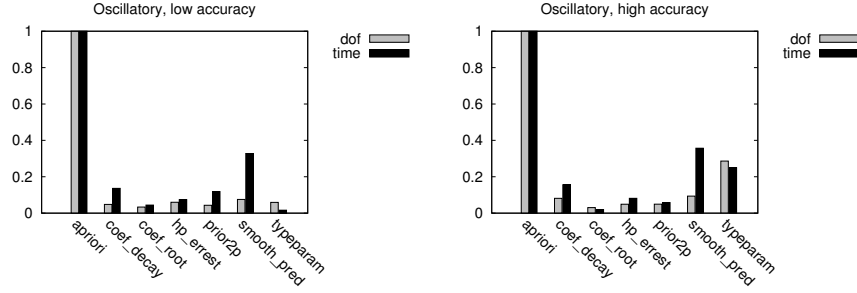 Oscillatory, low accuracy
1
0.8
0.6
0.4
0.2
0
dof
time
apriori
coef_decay
coef_root
hp_errest
prior2p
smooth_pred
typeparam
Oscillatory, high accuracy
1
0.8
0.6
0.4
0.2
0
dof
time
apriori
coef_decay
coef_root
hp_errest
prior2p
smooth_pred
typeparam